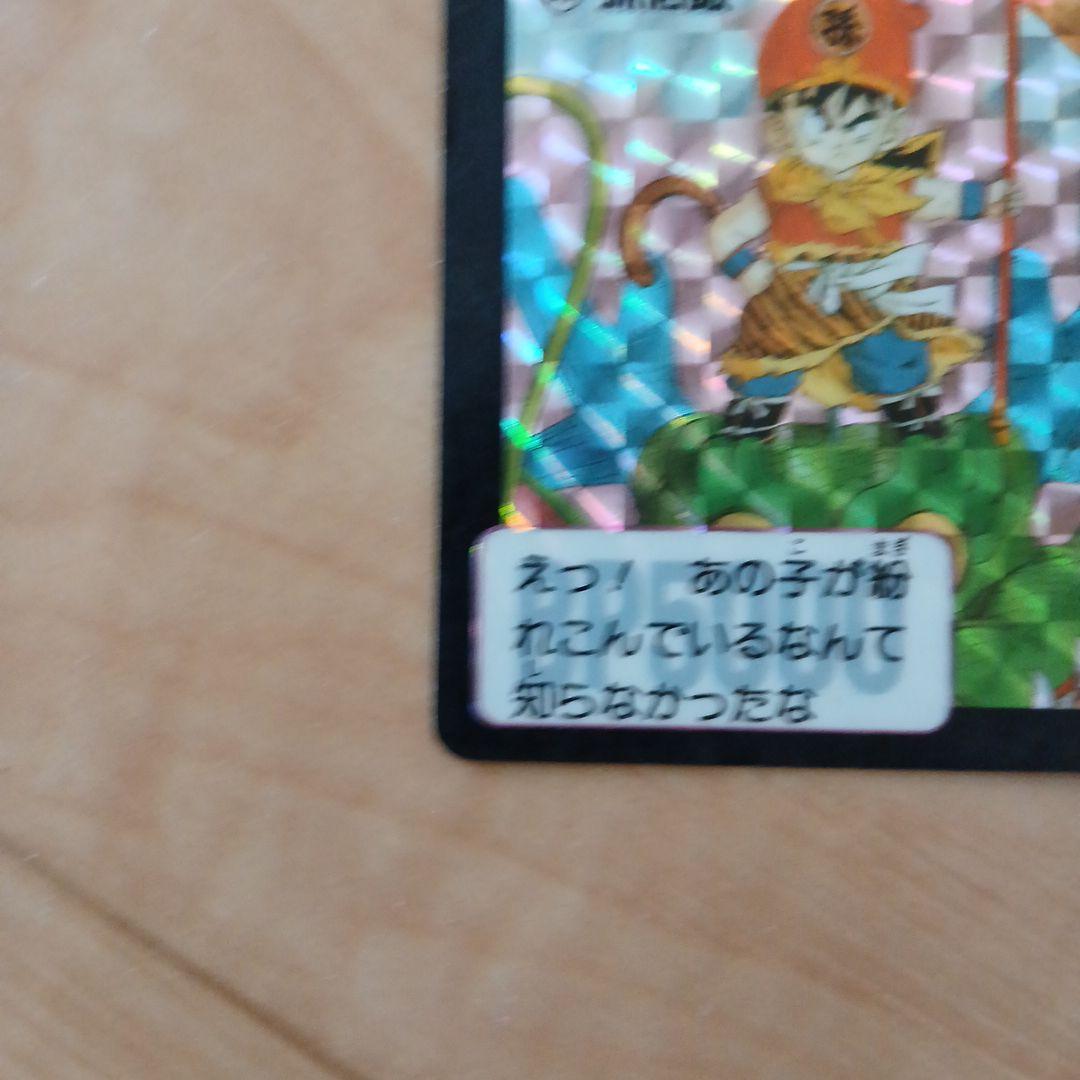 孫
えっ！　あの子が紛
れこんでいるなんて
知らなかったな